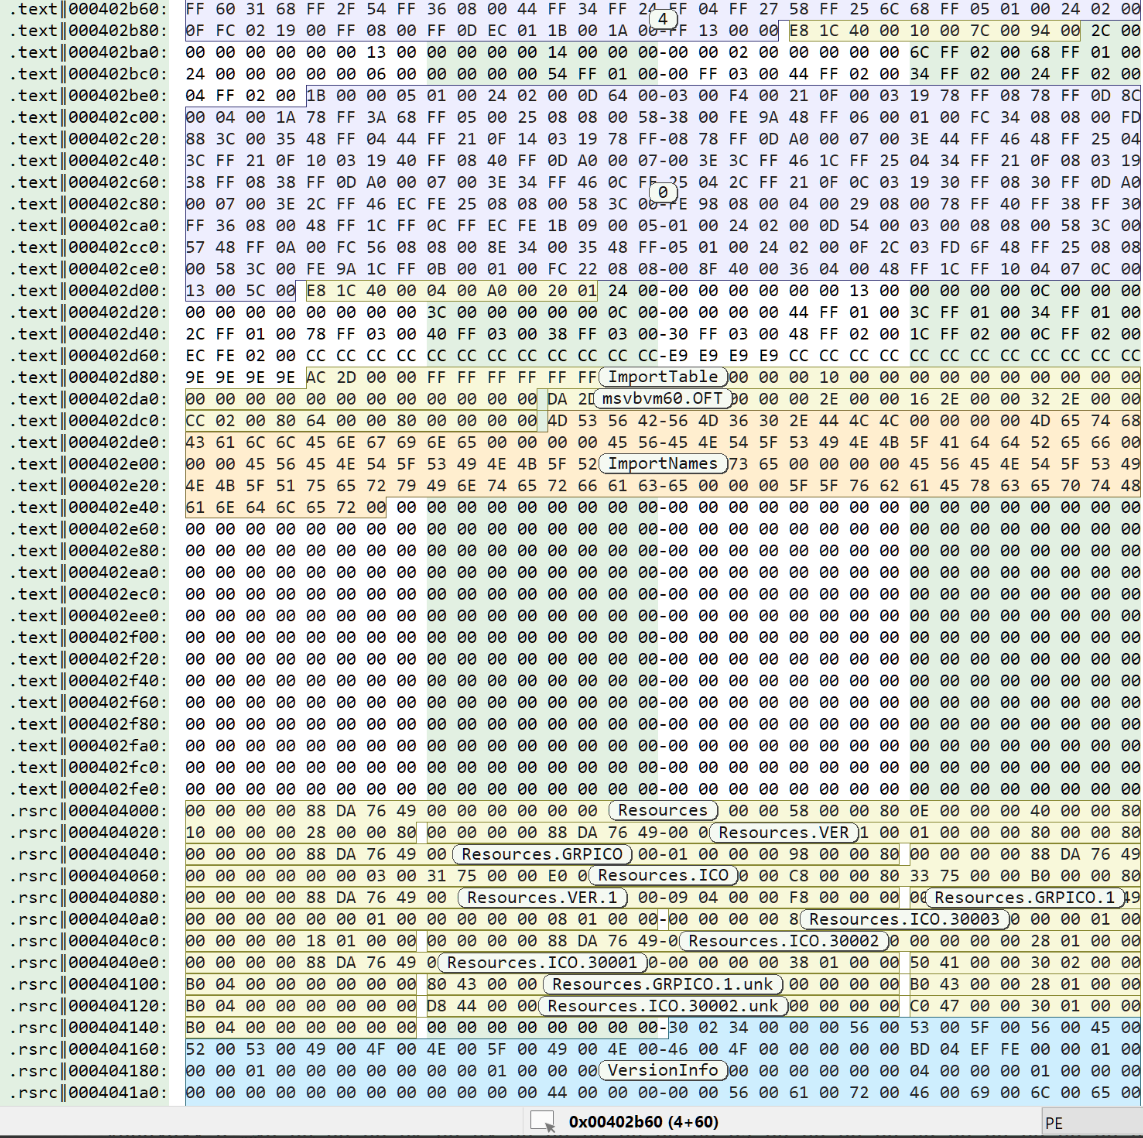 .text║000402b60: FF 60 31 68 FF 2F 54 FF 36 08 00 44 FF 34 FF 24 5F 04 FF 27 58 FF 25 6C 68 FF 05 01 00 24 02 00
4
.text║000402b80: 0F FC 02 19 00 FF 08 00 FF 0D EC 01 1B 00 1A 00-FF 13 00 00 E8 1C 40 00 10 00 7C 00 94 00 2C 00
.text║000402ba0: 00 00 00 00 00 00 13 00 00 00 00 00 14 00 00 00-00 00 02 00 00 00 00 00 6C FF 02 00 68 FF 01 00
.text║000402bc0: 24 00 00 00 00 00 06 00 00 00 00 00 54 FF 01 00-00 FF 03 00 44 FF 02 00 34 FF 02 00 24 FF 02 00
.text║000402be0: 04 FF 02 00 1B 00 00 05 01 00 24 02 00 0D 64 00-03 00 F4 00 21 0F 00 03 19 78 FF 08 78 FF 0D 8C
.text║000402c00: 00 04 00 1A 78 FF 3A 68 FF 05 00 25 08 08 00 58-38 00 FE 9A 48 FF 06 00 01 00 FC 34 08 08 00 FD
.text║000402c20: 88 3C 00 35 48 FF 04 44 FF 21 0F 14 03 19 78 FF-08 78 FF 0D A0 00 07 00 3E 44 FF 46 48 FF 25 04
.text║000402c40: 3C FF 21 0F 10 03 19 40 FF 08 40 FF 0D A0 00 07-00 3E 3C FF 46 1C FF 25 04 34 FF 21 0F 08 03 19
.text║000402c60: 38 FF 08 38 FF 0D A0 00 07 00 3E 34 FF 46 0C FF 25 04 2C FF 21 0F 0C 03 19 30 FF 08 30 FF 0D A0
0
.text║000402c80: 00 07 00 3E 2C FF 46 EC FE 25 08 08 00 58 3C 00-FE 98 08 00 04 00 29 08 00 78 FF 40 FF 38 FF 30
.text║000402ca0: FF 36 08 00 48 FF 1C FF 0C FF EC FE 1B 09 00 05-01 00 24 02 00 0D 54 00 03 00 08 08 00 58 3C 00
.text║000402cc0: 57 48 FF 0A 00 FC 56 08 08 00 8E 34 00 35 48 FF-05 01 00 24 02 00 0F 2C 03 FD 6F 48 FF 25 08 08
.text║000402ce0: 00 58 3C 00 FE 9A 1C FF 0B 00 01 00 FC 22 08 08-00 8F 40 00 36 04 00 48 FF 1C FF 10 04 07 0C 00
.text║000402d00: 13 00 5C 00 E8 1C 40 00 04 00 A0 00 20 01 24 00-00 00 00 00 00 00 13 00 00 00 00 00 0C 00 00 00
.text║000402d20: 00 00 00 00 00 00 00 00 3C 00 00 00 00 0C 00 00-00 00 00 00 44 FF 01 00 3C FF 01 00 34 FF 01 00
.text║000402d40: 2C FF 01 00 78 FF 03 00 40 FF 03 00 38 FF 03 00-30 FF 03 00 48 FF 02 00 1C FF 02 00 0C FF 02 00
.text║000402d60: EC FE 02 00 CC CC CC CC CC CC CC CC CC CC CC CC-E9 E9 E9 E9 CC CC CC CC CC CC CC CC CC CC CC CC
.text║000402d80: 9E 9E 9E 9E AC 2D 00 00 FF FF FF FF FF FF ImportTable 00 00 00 10 00 00 00 00 00 00 00 00 00 00
.text║000402da0: 00 00 00 00 00 00 00 00 00 00 00 00 DA 2D msvbvm60.OFT 00 00 00 2E 00 00 16 2E 00 00 32 2E 00 00
.text║000402dc0: CC 02 00 80 64 00 00 80 00 00 00 00 4D 53 56 42-56 4D 36 30 2E 44 4C 4C 00 00 00 00 4D 65 74 68
.text║000402de0: 43 61 6C 6C 45 6E 67 69 6E 65 00 00 00 00 45 56-45 4E 54 5F 53 49 4E 4B 5F 41 64 64 52 65 66 00
.text║000402e00: 00 00 45 56 45 4E 54 5F 53 49 4E 4B 5F 52 ImportNames 73 65 00 00 00 00 45 56 45 4E 54 5F 53 49
.text║000402e20: 4E 4B 5F 51 75 65 72 79 49 6E 74 65 72 66 61 63-65 00 00 00 5F 5F 76 62 61 45 78 63 65 70 74 48
.text║000402e40: 61 6E 64 6C 65 72 00 00 00 00 00 00 00 00 00 00-00 00 00 00 00 00 00 00 00 00 00 00 00 00 00 00
.text║000402e60: 00 00 00 00 00 00 00 00 00 00 00 00 00 00 00 00-00 00 00 00 00 00 00 00 00 00 00 00 00 00 00 00
.text║000402e80: 00 00 00 00 00 00 00 00 00 00 00 00 00 00 00 00-00 00 00 00 00 00 00 00 00 00 00 00 00 00 00 00
.text║000402ea0: 00 00 00 00 00 00 00 00 00 00 00 00 00 00 00 00-00 00 00 00 00 00 00 00 00 00 00 00 00 00 00 00
.text║000402ec0: 00 00 00 00 00 00 00 00 00 00 00 00 00 00 00 00-00 00 00 00 00 00 00 00 00 00 00 00 00 00 00 00
.text║000402ee0: 00 00 00 00 00 00 00 00 00 00 00 00 00 00 00 00-00 00 00 00 00 00 00 00 00 00 00 00 00 00 00 00
.text║000402f00: 00 00 00 00 00 00 00 00 00 00 00 00 00 00 00 00-00 00 00 00 00 00 00 00 00 00 00 00 00 00 00 00
.text║000402f20: 00 00 00 00 00 00 00 00 00 00 00 00 00 00 00 00-00 00 00 00 00 00 00 00 00 00 00 00 00 00 00 00
.text║000402f40: 00 00 00 00 00 00 00 00 00 00 00 00 00 00 00 00-00 00 00 00 00 00 00 00 00 00 00 00 00 00 00 00
.text║000402f60: 00 00 00 00 00 00 00 00 00 00 00 00 00 00 00 00-00 00 00 00 00 00 00 00 00 00 00 00 00 00 00 00
.text║000402f80: 00 00 00 00 00 00 00 00 00 00 00 00 00 00 00 00-00 00 00 00 00 00 00 00 00 00 00 00 00 00 00 00
.text║000402fa0: 00 00 00 00 00 00 00 00 00 00 00 00 00 00 00 00-00 00 00 00 00 00 00 00 00 00 00 00 00 00 00 00
.text║000402fc0: 00 00 00 00 00 00 00 00 00 00 00 00 00 00 00 00-00 00 00 00 00 00 00 00 00 00 00 00 00 00 00 00
.text║000402fe0: 00 00 00 00 00 00 00 00 00 00 00 00 00 00 00 00-00 00 00 00 00 00 00 00 00 00 00 00 00 00 00 00
.rsrc║000404000: 00 00 00 00 88 DA 76 49 00 00 00 00 00 00 Resources 00 00 58 00 00 80 0E 00 00 00 40 00 00 80
.rsrc║000404020: 10 00 00 00 28 00 00 80 00 00 00 00 88 DA 76 49-00 0 Resources.VER 1 00 01 00 00 00 80 00 00 80
.rsrc║000404040: 00 00 00 00 88 DA 76 49 00 Resources.GRPICO 00-01 00 00 00 98 00 00 80 00 00 00 00 88 DA 76 49
.rsrc║000404060: 00 00 00 00 00 00 03 00 31 75 00 00 E0 0 Resources.ICO 00 00 C8 00 00 80 33 75 00 00 B0 00 00 80
.rsrc║000404080: 00 00 00 00 88 DA 76 49 00 Resources.VER.1 00-09 04 00 00 F8 00 00 00 00 Resources.GRPICO.1 49
.rsrc║0004040a0: 00 00 00 00 00 00 01 00 00 00 00 00 08 01 00 00-00 00 00 00 8 Resources.ICO.30003 0 00 00 01 00
.rsrc║0004040c0: 00 00 00 00 18 01 00 00 00 00 00 00 88 DA 76 49-0 Resources.ICO.30002 0 00 00 00 00 28 01 00 00
.rsrc║0004040e0: 00 00 00 00 88 DA 76 49 0 Resources.ICO.30001 0-00 00 00 00 38 01 00 00 50 41 00 00 30 02 00 00
.rsrc║000404100: B0 04 00 00 00 00 00 00 80 43 00 00 Resources.GRPICO.1.unk 00 00 00 00 B0 43 00 00 28 01 00 00
.rsrc║000404120: B0 04 00 00 00 00 00 00 D8 44 00 00 Resources.ICO.30002.unk 00 00 00 00 C0 47 00 00 30 01 00 00
.rsrc║000404140: B0 04 00 00 00 00 00 00 00 00 00 00 00 00 00 00-30 02 34 00 00 00 56 00 53 00 5F 00 56 00 45 00
.rsrc║000404160: 52 00 53 00 49 00 4F 00 4E 00 5F 00 49 00 4E 00-46 00 4F 00 00 00 00 00 BD 04 EF FE 00 00 01 00
.rsrc║000404180: 00 00 01 00 00 00 00 00 00 00 01 00 00 00 VersionInfo 00 00 00 00 00 00 04 00 00 00 01 00 00 00
.rsrc║0004041a0: 00 00 00 00 00 00 00 00 00 00 00 00 44 00 00 00-00 00 56 00 61 00 72 00 46 00 69 00 6C 00 65 00
0x00402b60 (4+60)
PE